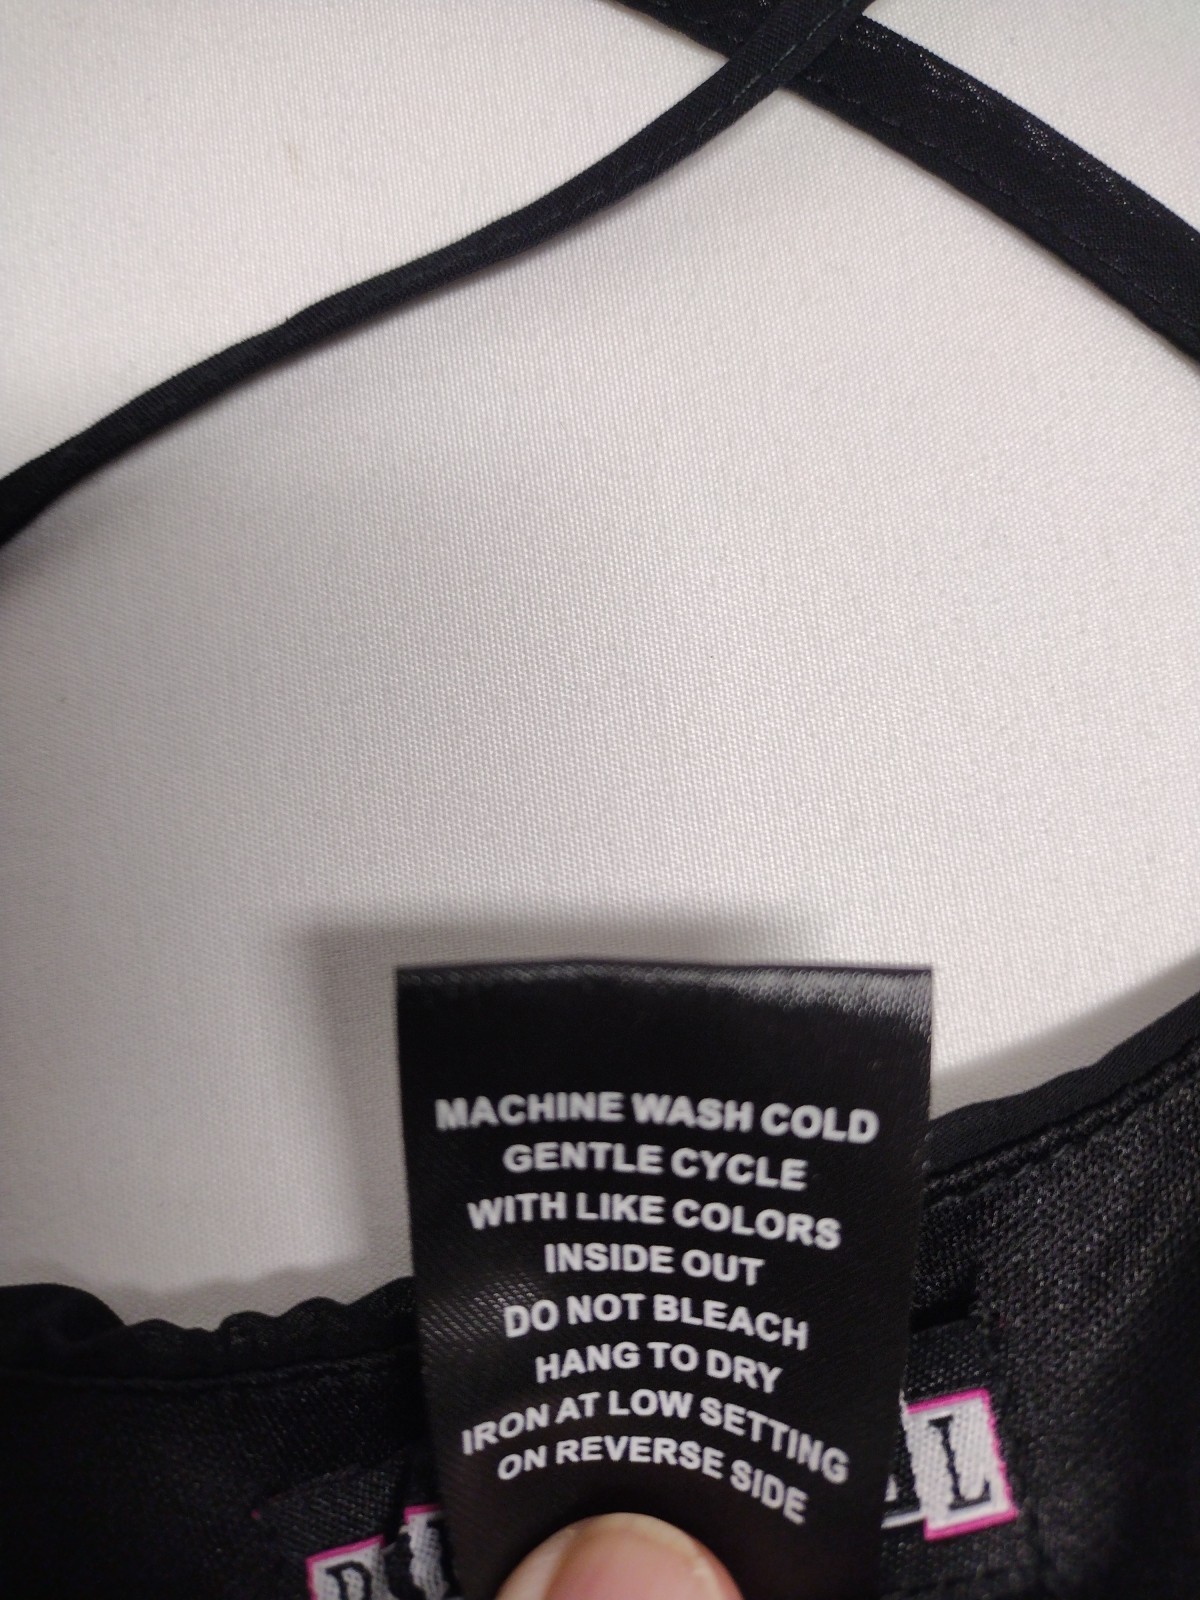 MACHINE WASH COLD
GENTLE CYCLE
WITH LIKE COLORS
INSIDE OUT
DO NOT BLEACH
HANG TO DRY
IRON AT LOW SETTING
ON REVERSE SIDE